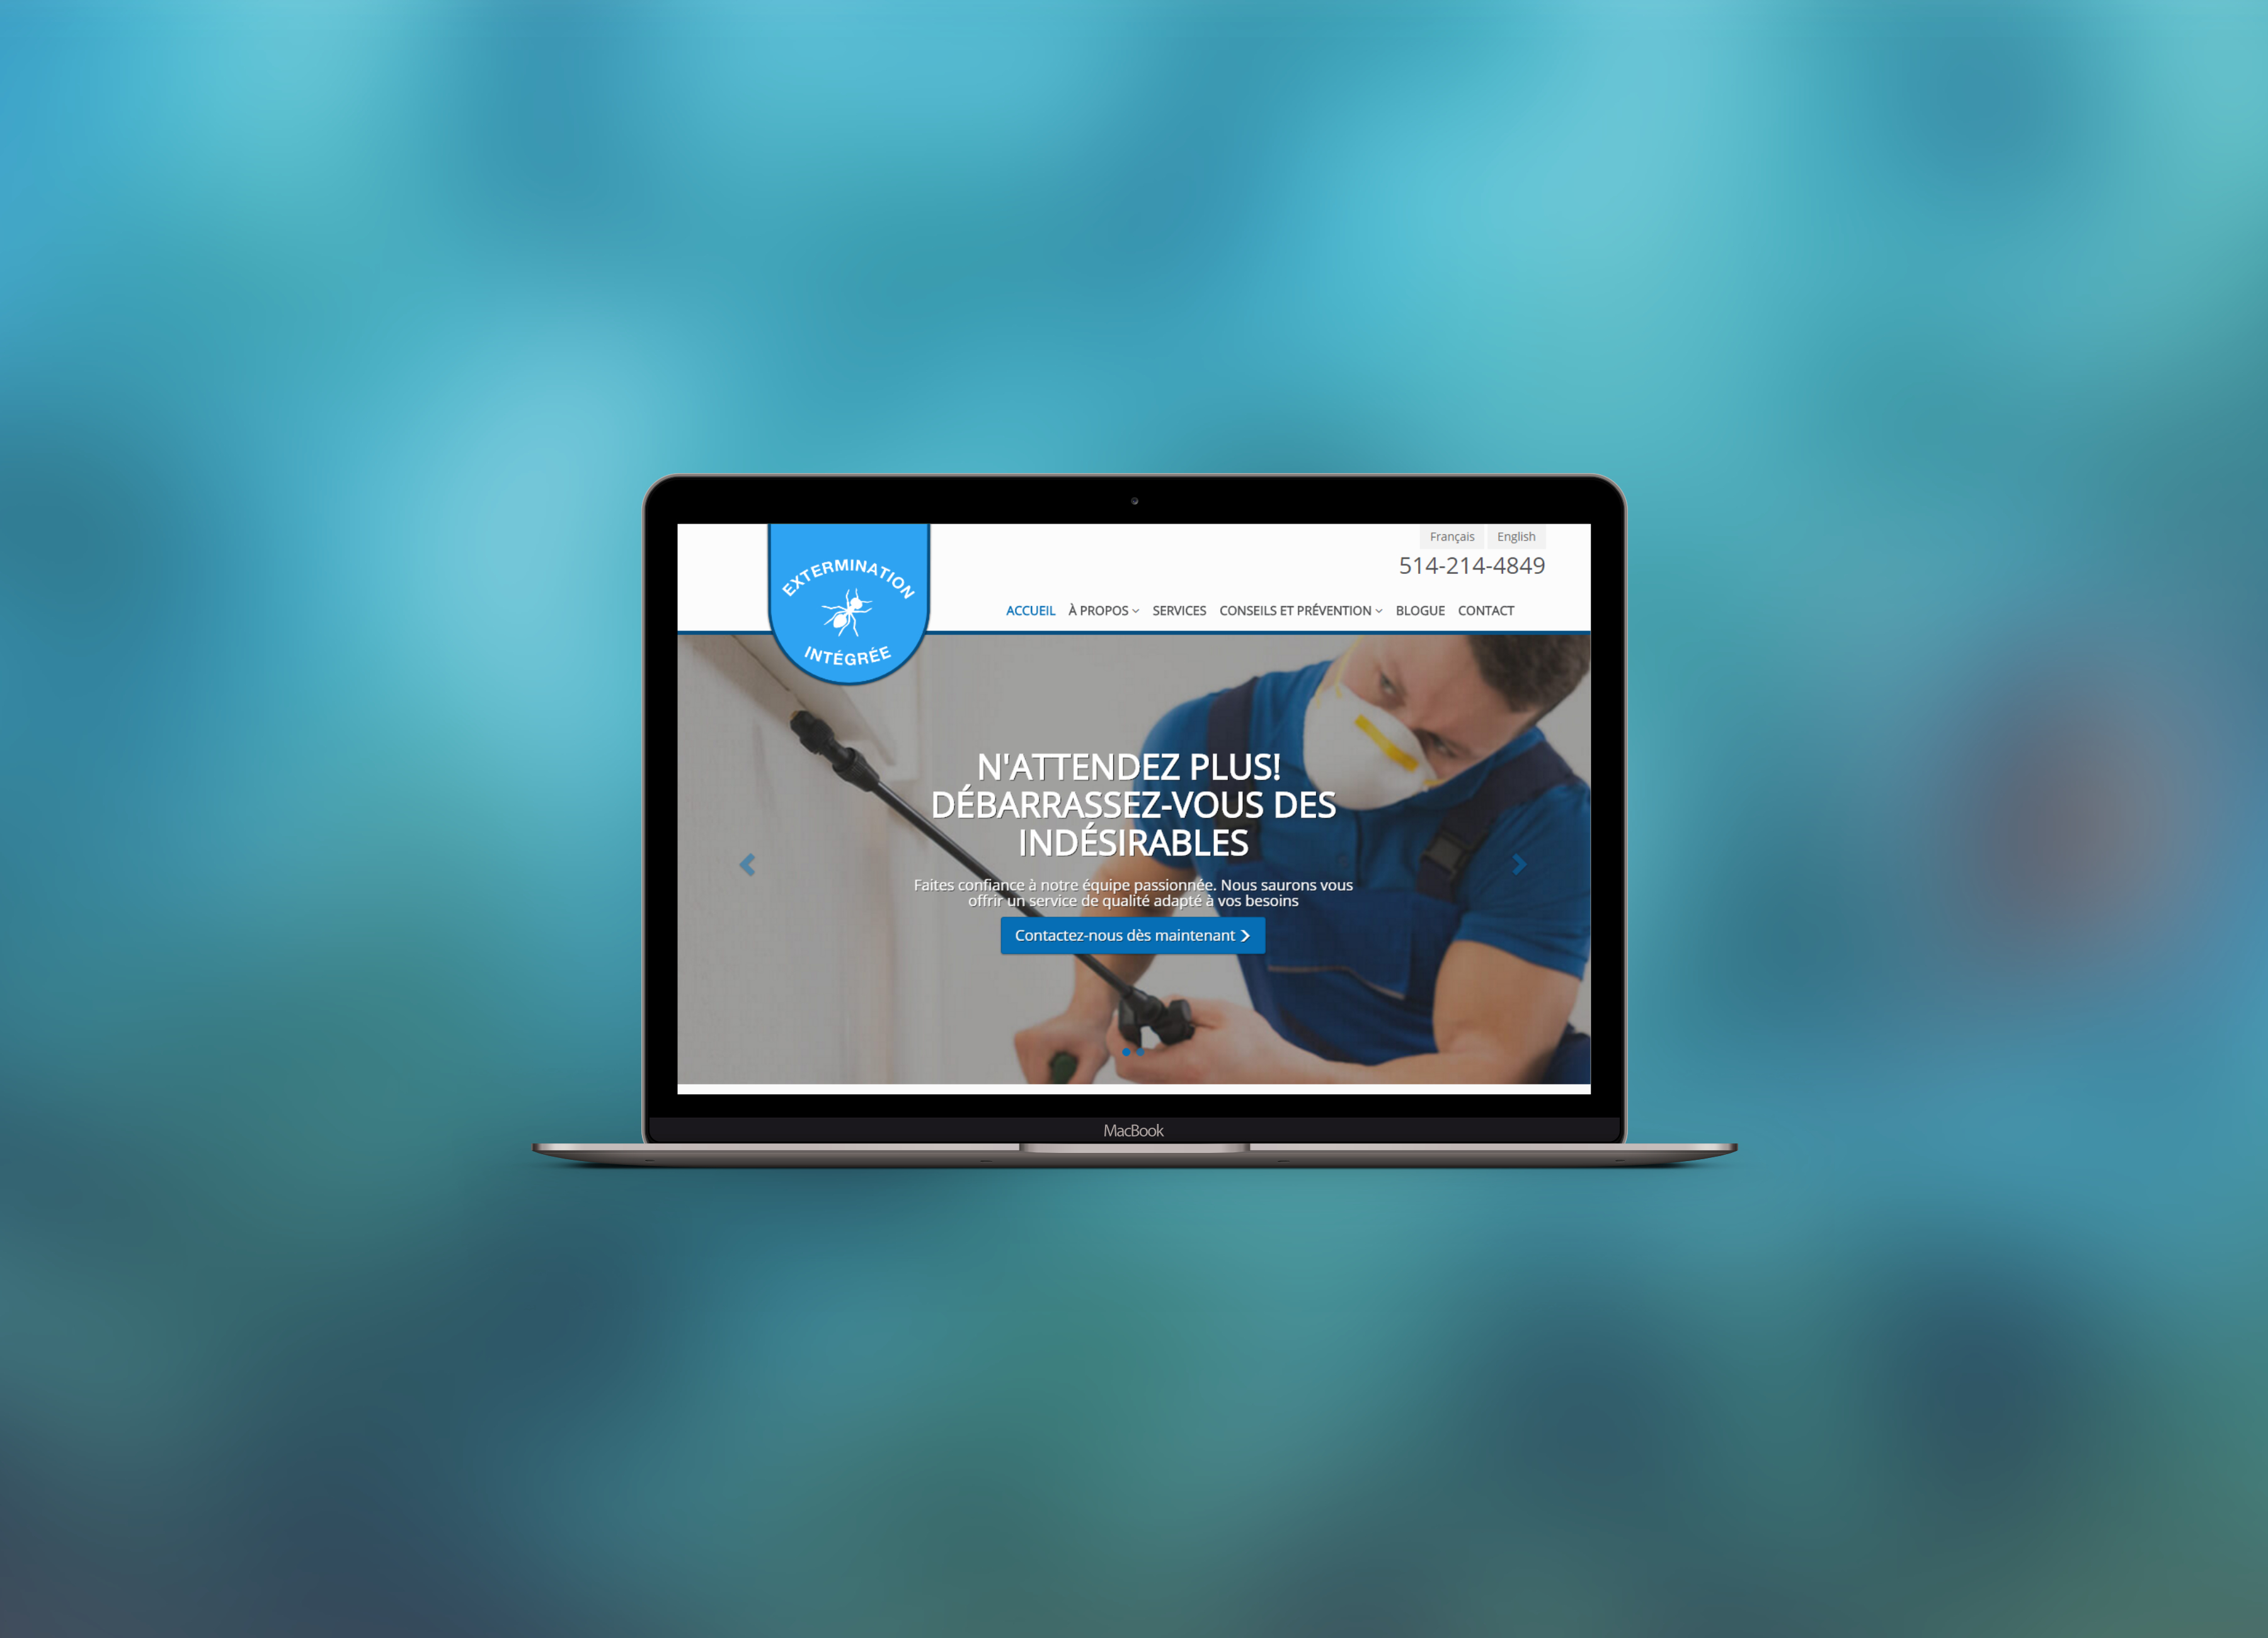 Français English
514-214-4849
EXTERMINATION
INTÉGRÉE
ACCUEIL À PROPOS SERVICES CONSEILS ET PRÉVENTION BLOGUE CONTACT
N'ATTENDEZ PLUS!
DÉBARRASSEZ-VOUS DES
INDÉSIRABLES
Faites confiance à notre équipe passionnée. Nous saurons vous
offrir un service de qualité adapté à vos besoins
Contactez-nous dès maintenant
MacBook